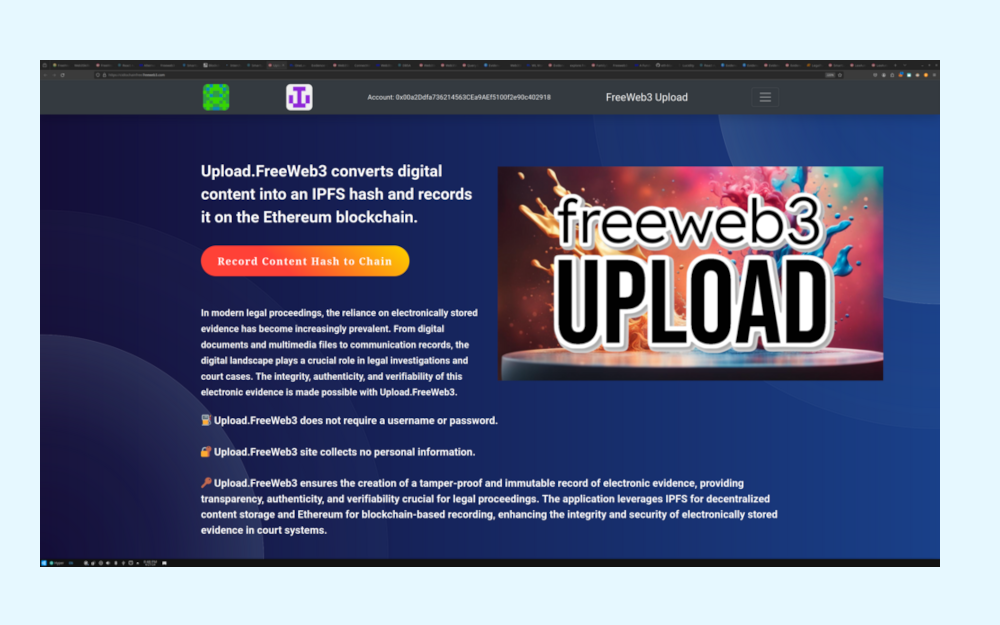 Account: 0x00a2Ddfa736214563CEa9AEf5100f2e90c402918
FreeWeb3 Upload
Upload.FreeWeb3 converts digital
content into an IPFS hash and records
it on the Ethereum blockchain.
Record Content Hash to Chain
freeweb3
UPLOAD
In modern legal proceedings, the reliance on electronically stored
evidence has become increasingly prevalent. From digital
documents and multimedia files to communication records, the
digital landscape plays a crucial role in legal investigations and
court cases. The integrity, authenticity, and verifiability of this
electronic evidence is made possible with Upload.FreeWeb3.
Upload.FreeWeb3 does not require a username or password.
Upload.FreeWeb3 site collects no personal information.
Upload.FreeWeb3 ensures the creation of a tamper-proof and immutable record of electronic evidence, providing
transparency, authenticity, and verifiability crucial for legal proceedings. The application leverages IPFS for decentralized
content storage and Ethereum for blockchain-based recording, enhancing the integrity and security of electronically stored
evidence in court systems.